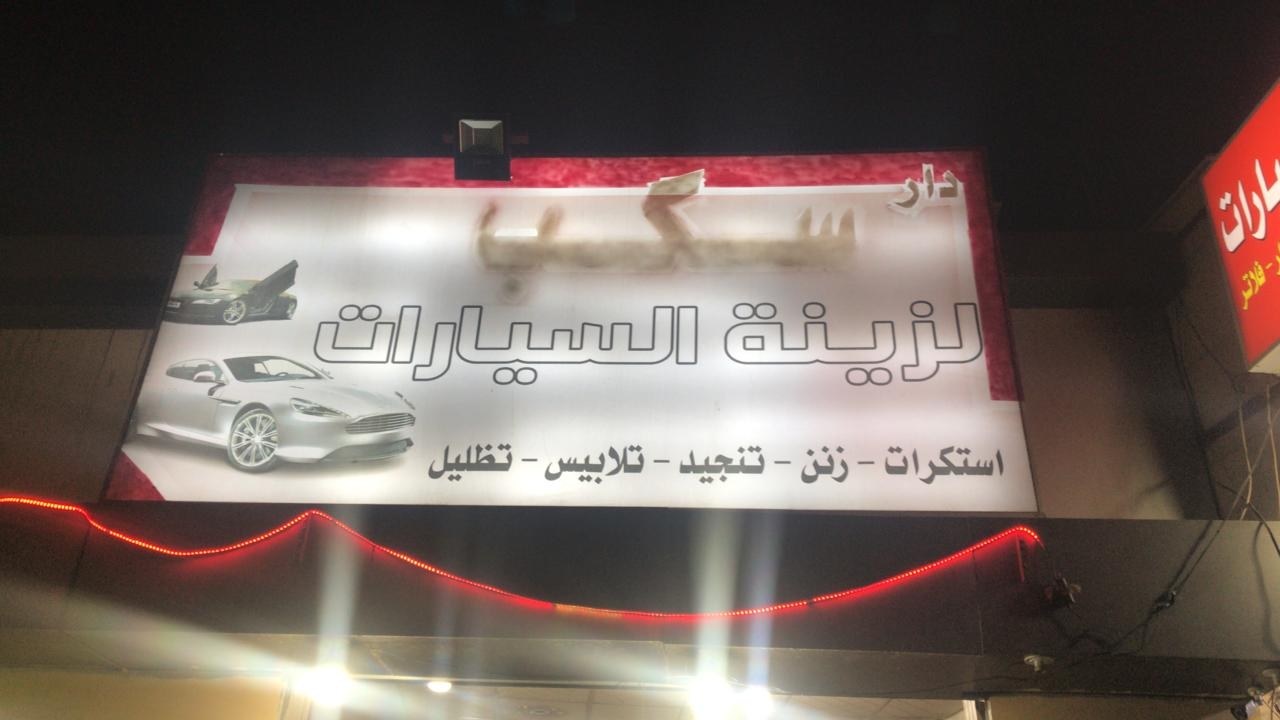 دار
لزينة السيارات
استكرات - زنن - تنجيد - تلابيس - تظليل